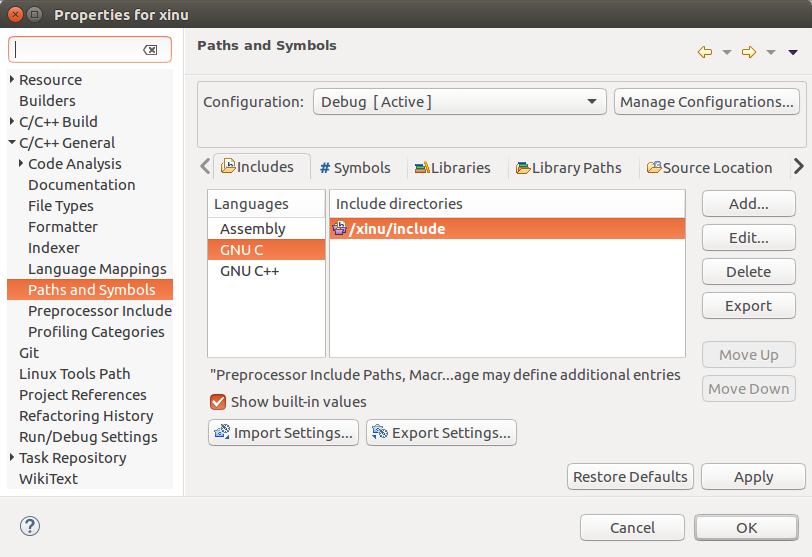 Properties for xinu
Paths and Symbols
Resource
Builders
C/C++ Build
C/C++ General
Code Analysis
Documentation
File Types
Formatter
Indexer
Language Mappings
Paths and Symbols
Preprocessor Include
Profiling Categories
Git
Linux Tools Path
Project References
Refactoring History
Run/Debug Settings
Task Repository
WikiText
Configuration: Debug [ Active ] Manage Configurations...
Includes # Symbols Libraries Library Paths Source Location
Languages Include directories
Assembly /xinu/include
GNU C
GNU C++
Add...
Edit...
Delete
Export
Move Up
Move Down
"Preprocessor Include Paths, Macr...age may define additional entries
Show built-in values
Import Settings... Export Settings...
Restore Defaults Apply
? Cancel OK